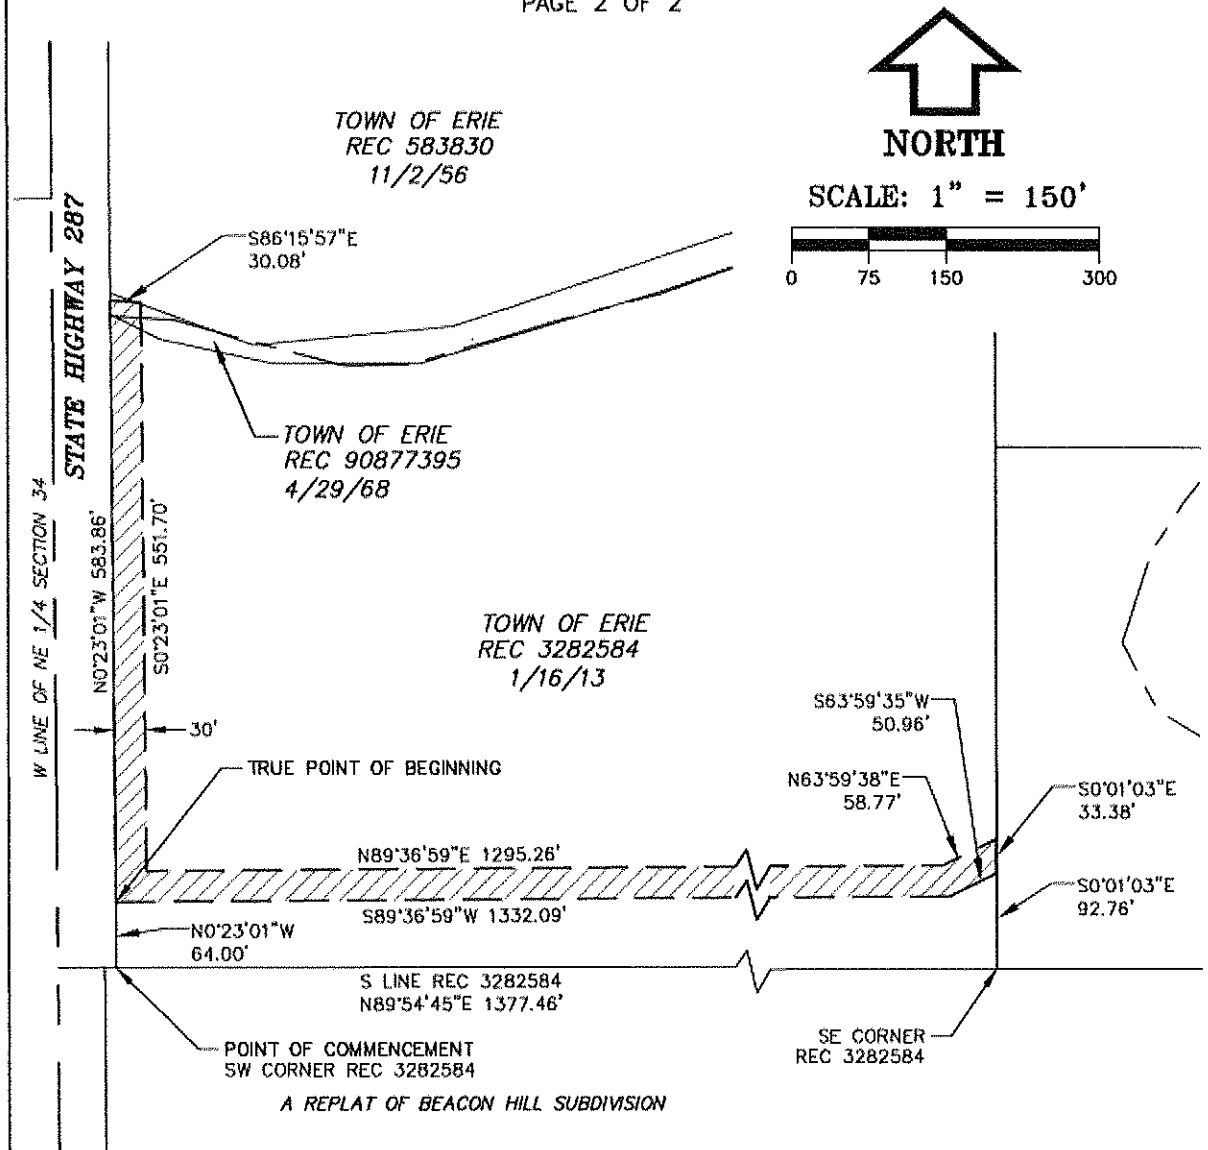 PAGE 2 OF 2
NORTH
SCALE: 1" = 150'
0 75 150 300
TOWN OF ERIE
REC 583830
11/2/56
STATE HIGHWAY 287
S86°15'57"E
30.08'
TOWN OF ERIE
REC 90877395
4/29/68
W LINE OF NE 1/4 SECTION 34
N0°23'01"W 583.86'
S0°23'01"E 551.70'
TOWN OF ERIE
REC 3282584
1/16/13
30'
TRUE POINT OF BEGINNING
S63°59'35"W
50.96'
N63°59'38"E
58.77'
S0°01'03"E
33.38'
N89°36'59"E 1295.26'
S89°36'59"W 1332.09'
S0°01'03"E
92.76'
N0°23'01"W
64.00'
S LINE REC 3282584
N89°54'45"E 1377.46'
POINT OF COMMENCEMENT
SW CORNER REC 3282584
SE CORNER
REC 3282584
A REPLAT OF BEACON HILL SUBDIVISION